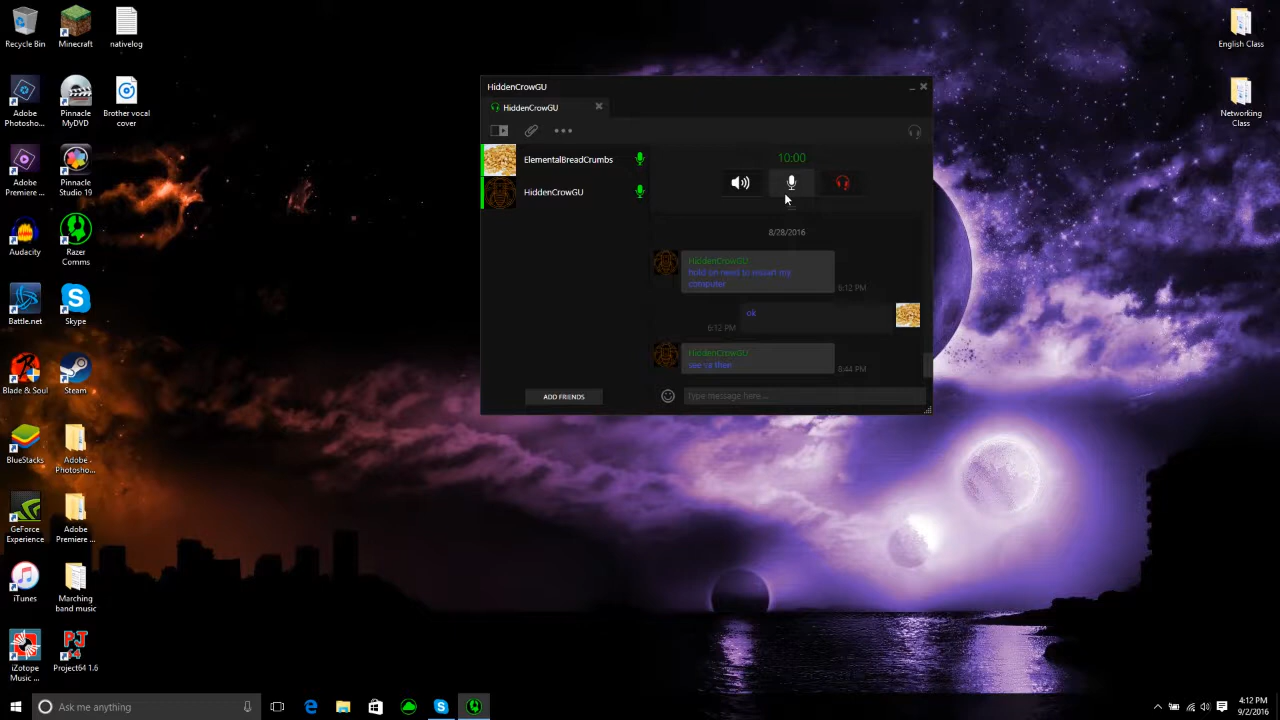 Recycle Bin
Minecraft
nativelog
Adobe
Photosho...
Pinnacle
MyDVD
Brother vocal
cover
Adobe
Premiere ...
Pinnacle
Studio 19
Audacity
Razer
Comms
Battle.net
Skype
Blade & Soul
Steam
BlueStacks
Adobe
Photosho...
GeForce
Experience
Adobe
Premiere ...
iTunes
Marching
band music
iZotope
Music ...
Project64 1.6
English Class
Networking
Class
HiddenCrowGU
HiddenCrowGU
ElementalBreadCrumbs
HiddenCrowGU
ADD FRIENDS
10:00
8/28/2016
HiddenCrowGU
hold on need to restart my
computer
6:12 PM
ok
6:12 PM
HiddenCrowGU
see ya then
8:44 PM
Type message here...
Ask me anything
4:12 PM
9/2/2016